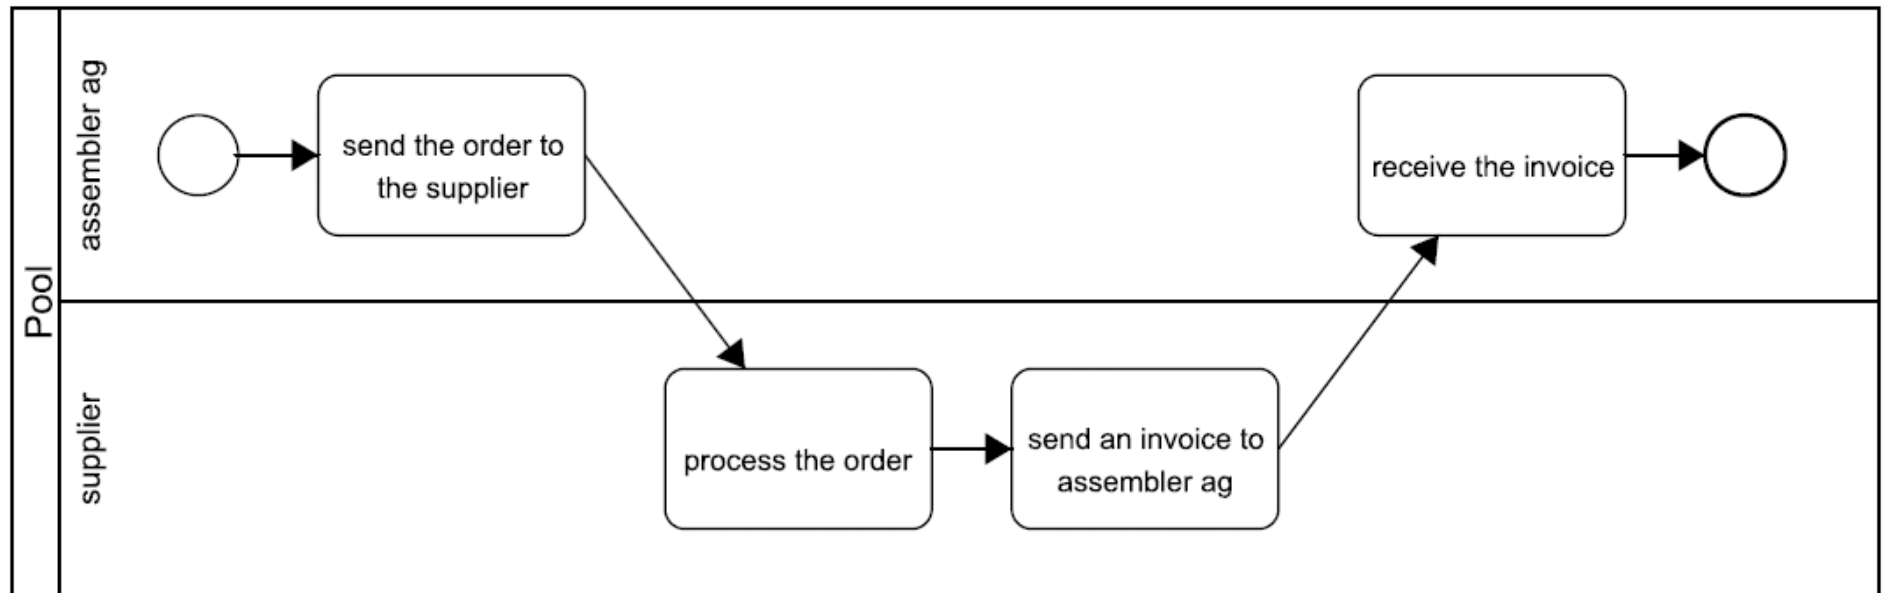 Pool
assembler ag
send the order to
the supplier
receive the invoice
supplier
process the order
send an invoice to
assembler ag